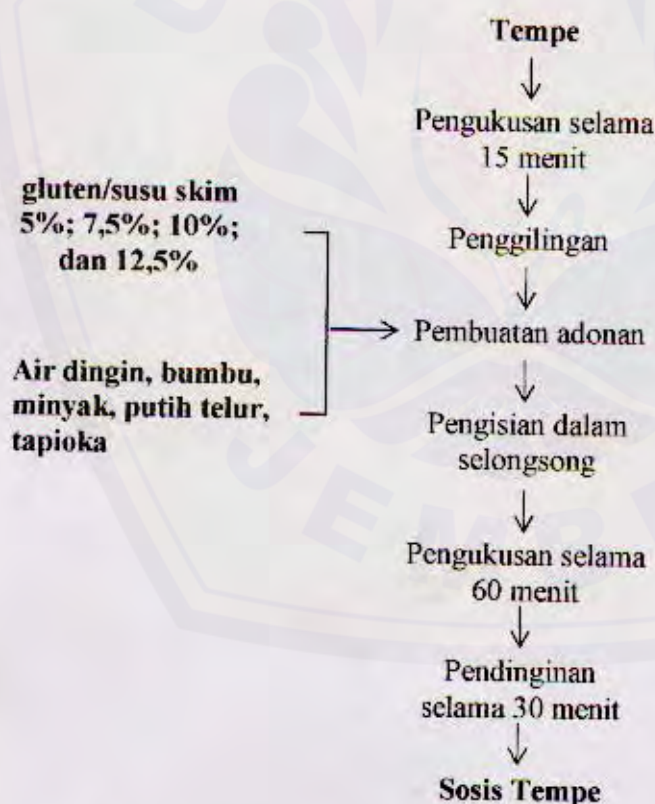 Tempe
Pengukusan selama
15 menit
gluten/susu skim
5%; 7,5%; 10%;
dan 12,5%
Penggilingan
Pembuatan adonan
Air dingin, bumbu,
minyak, putih telur,
tapioka
Pengisian dalam
selongsong
Pengukusan selama
60 menit
Pendinginan
selama 30 menit
Sosis Tempe